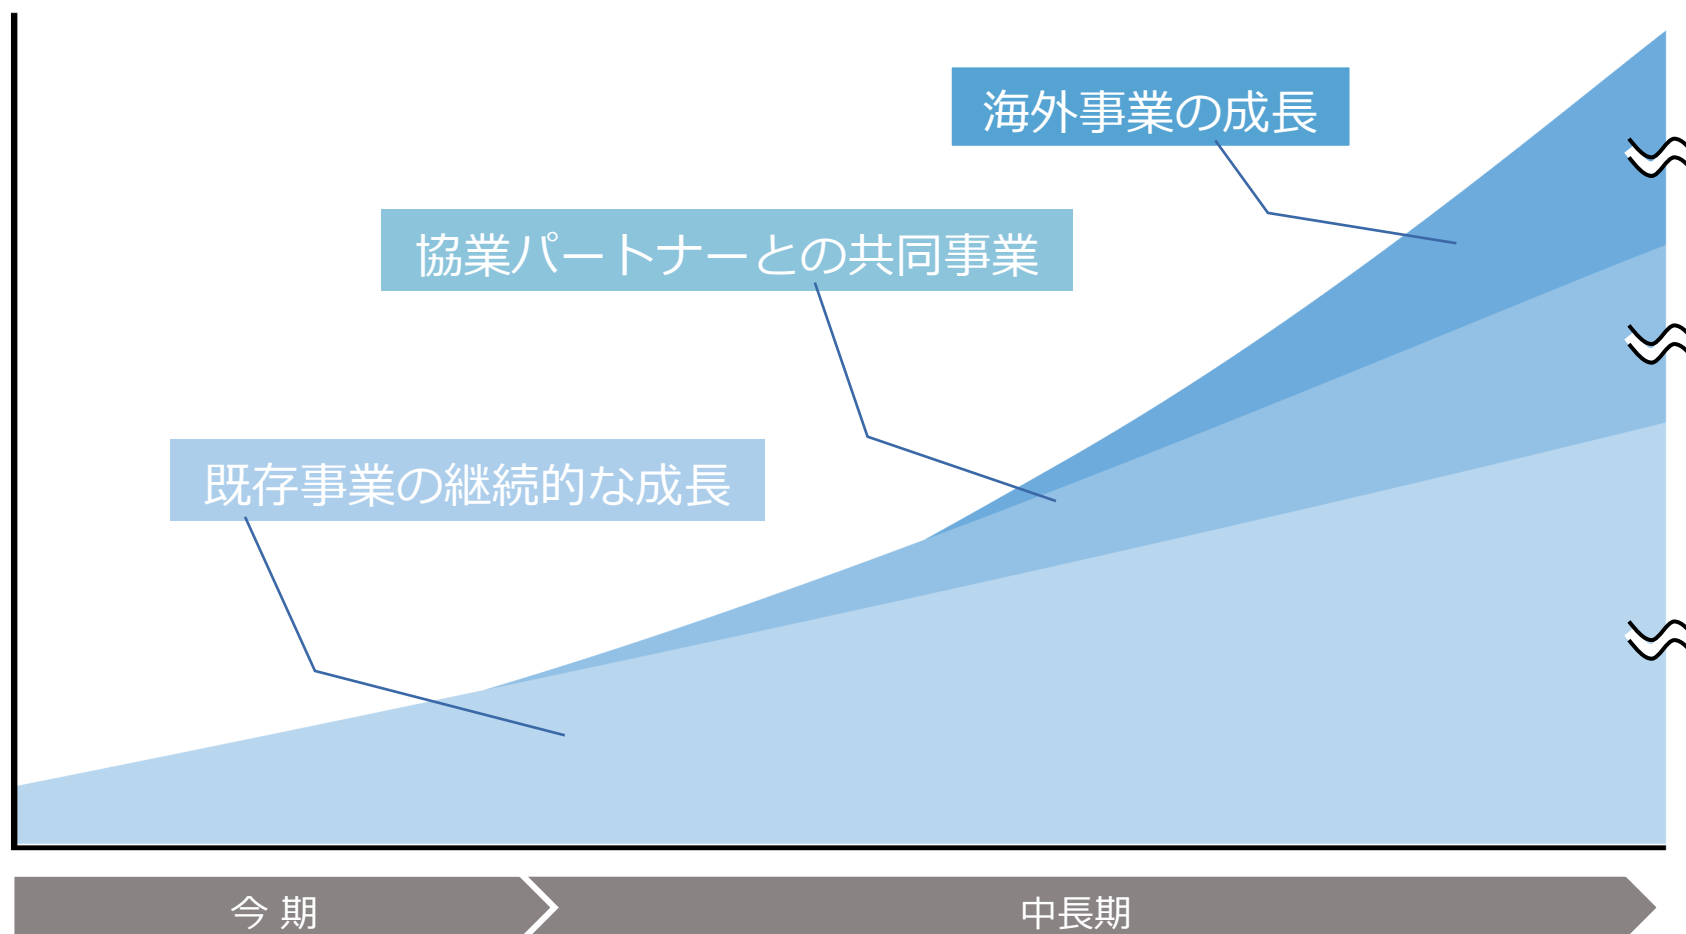 海外事業の成長
協業パートナーとの共同事業
既存事業の継続的な成長
今 期
中長期